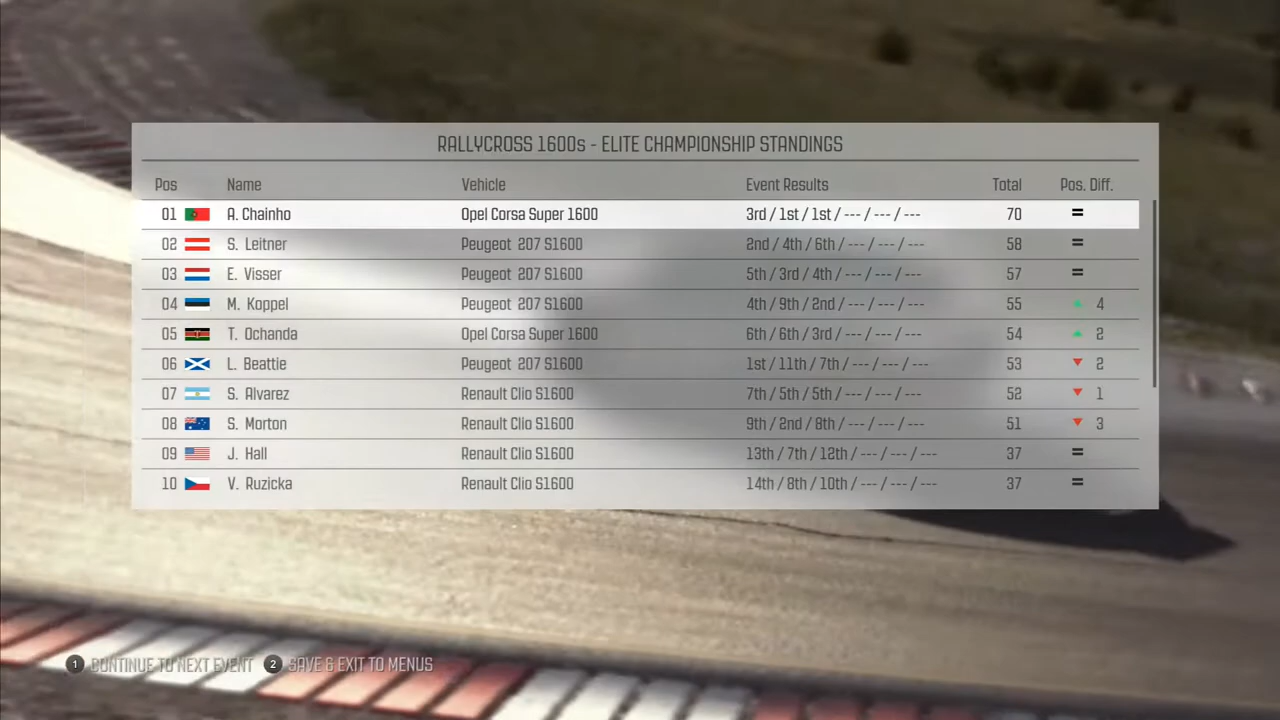 RALLYCROSS 1600s - ELITE CHAMPIONSHIP STANDINGS
Pos Name Vehicle Event Results Total Pos. Diff.
01 A. Chainho Opel Corsa Super 1600 3rd / 1st / 1st / --- / --- / --- 70 =
02 S. Leitner Peugeot 207 S1600 2nd / 4th / 6th / --- / --- / --- 58 =
03 E. Visser Peugeot 207 S1600 5th / 3rd / 4th / --- / --- / --- 57 =
04 M. Koppel Peugeot 207 S1600 4th / 9th / 2nd / --- / --- / --- 55 4
05 T. Ochanda Opel Corsa Super 1600 6th / 6th / 3rd / --- / --- / --- 54 2
06 L. Beattie Peugeot 207 S1600 1st / 11th / 7th / --- / --- / --- 53 2
07 S. Alvarez Renault Clio S1600 7th / 5th / 5th / --- / --- / --- 52 1
08 S. Morton Renault Clio S1600 9th / 2nd / 8th / --- / --- / --- 51 3
09 J. Hall Renault Clio S1600 13th / 7th / 12th / --- / --- / --- 37 =
10 V. Ruzicka Renault Clio S1600 14th / 8th / 10th / --- / --- / --- 37 =
1 CONTINUE TO NEXT EVENT 2 SAVE & EXIT TO MENUS